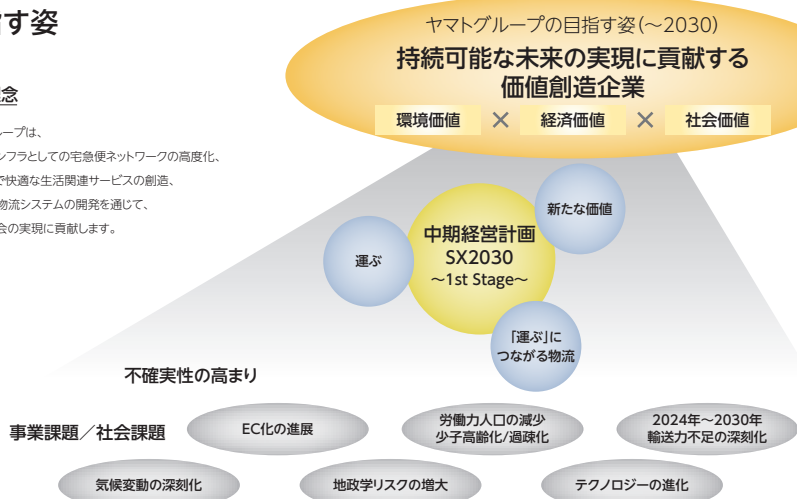 す姿
念
ループは、
ンフラとしての宅急便ネットワークの高度化、
で快適な生活関連サービスの創造、
物流システムの開発を通じて、
会の実現に貢献します。
ヤマトグループの目指す姿(～2030)
持続可能な未来の実現に貢献する
価値創造企業
環境価値 × 経済価値 × 社会価値
新たな価値
中期経営計画
SX2030
～1st Stage～
運ぶ
「運ぶ」に
つながる物流
不確実性の高まり
事業課題／社会課題
EC化の進展
労働力人口の減少
少子高齢化/過疎化
2024年～2030年
輸送力不足の深刻化
気候変動の深刻化
地政学リスクの増大
テクノロジーの進化